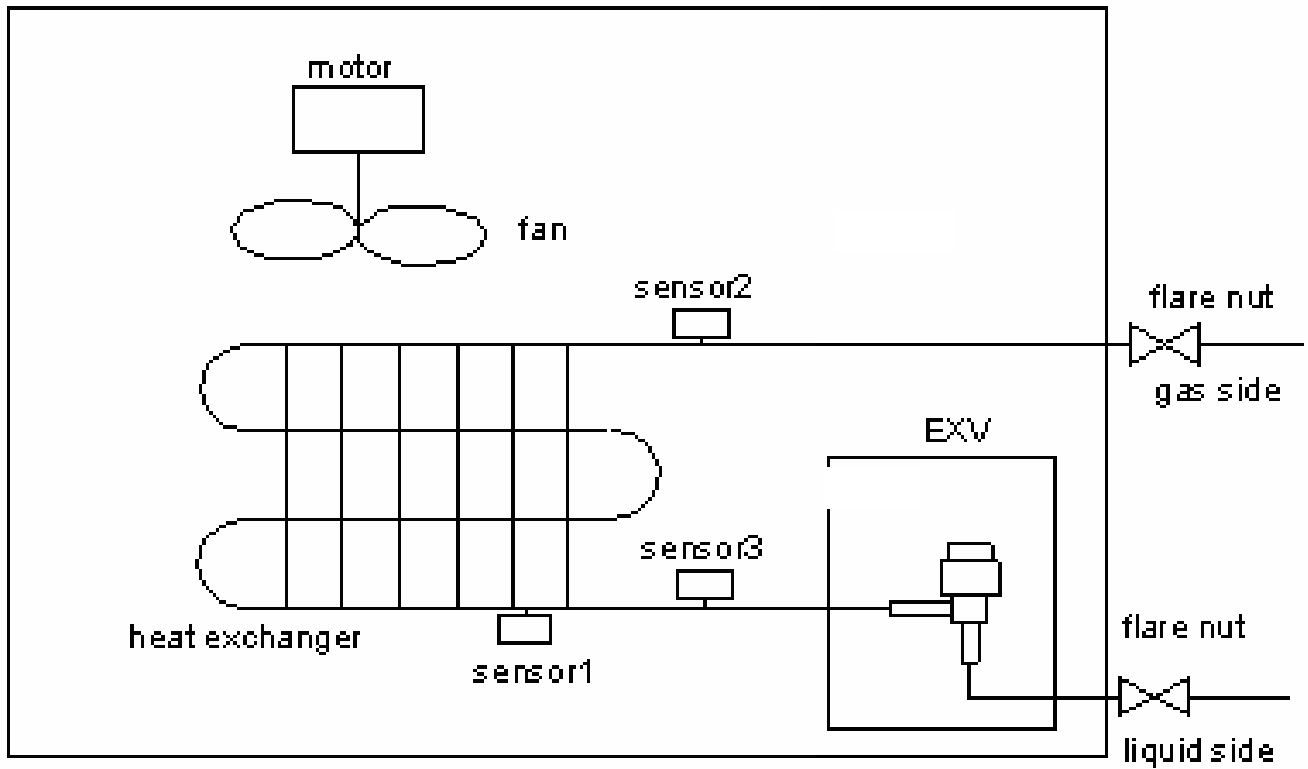 motor
fan
sensor2
flare nut
gas side
EXV
sensor3
flare nut
heat exchanger
sensor1
liquid side